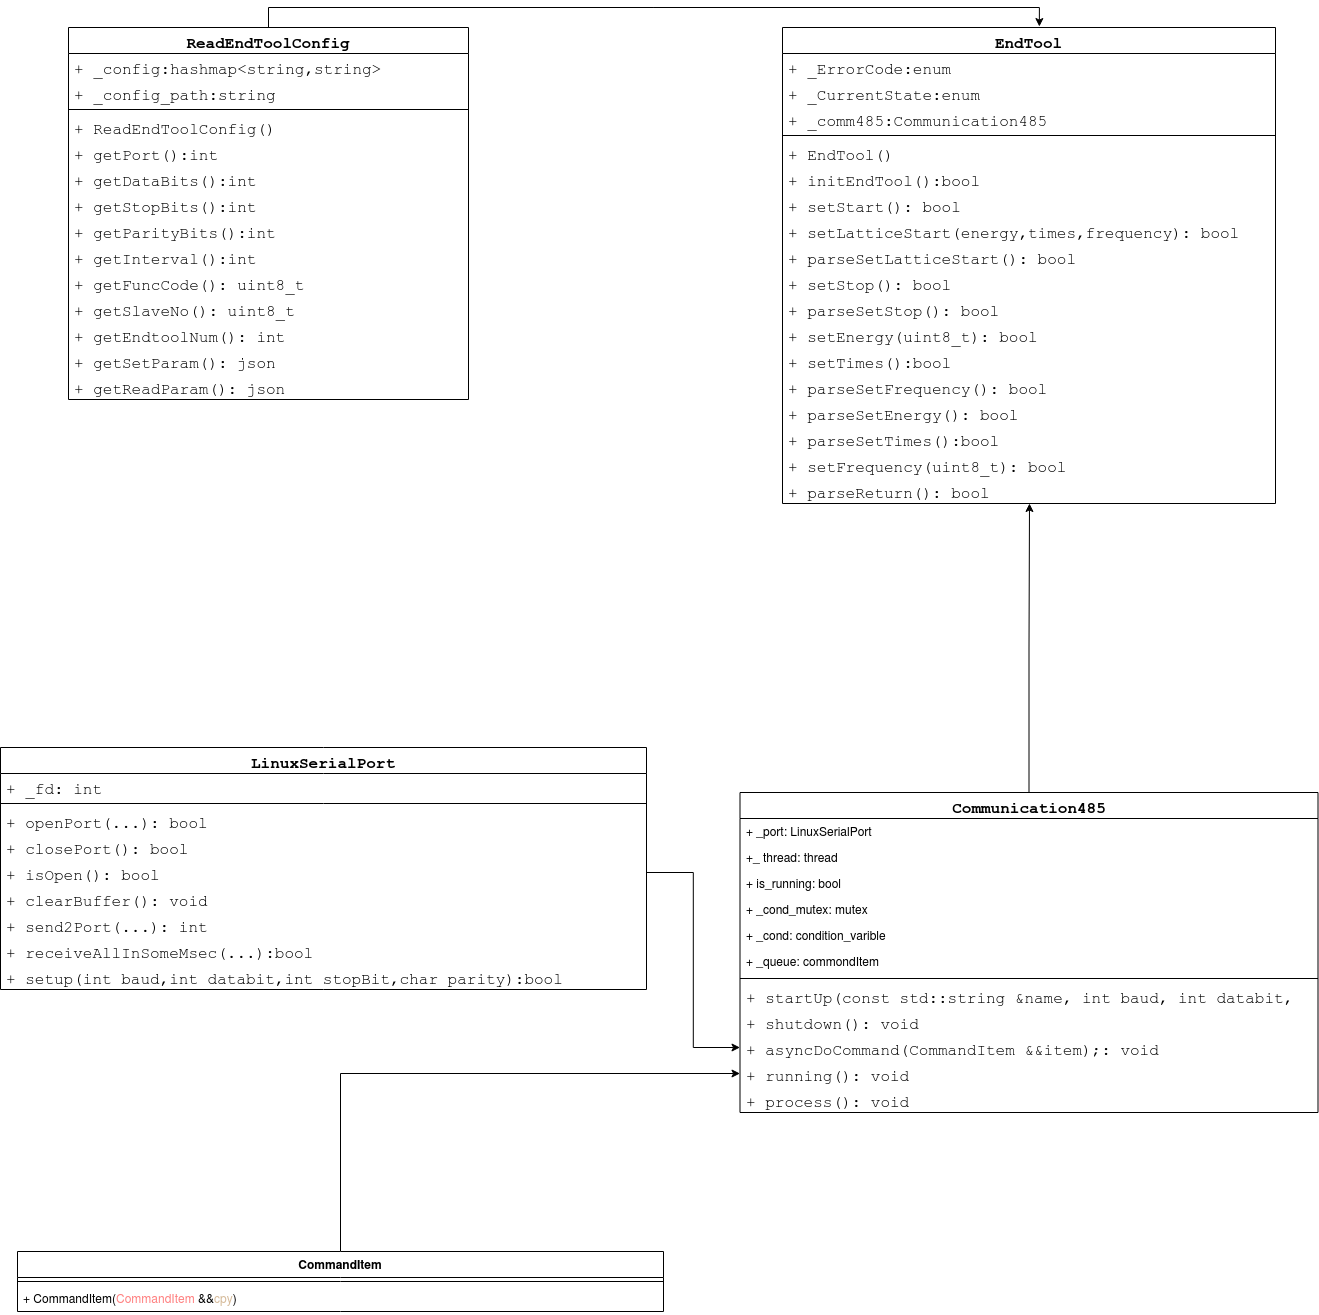 ReadEndToolConfig
+ _config:hashmap<string,string>
+ _config_path:string
+ ReadEndToolConfig()
+ getPort():int
+ getDataBits():int
+ getStopBits():int
+ getParityBits():int
+ getInterval():int
+ getFuncCode(): uint8_t
+ getSlaveNo(): uint8_t
+ getEndtoolNum(): int
+ getSetParam(): json
+ getReadParam(): json
EndTool
+ _ErrorCode:enum
+ _CurrentState:enum
+ _comm485:Communication485
+ EndTool()
+ initEndTool():bool
+ setStart(): bool
+ setLatticeStart(energy,times,frequency): bool
+ parseSetLatticeStart(): bool
+ setStop(): bool
+ parseSetStop(): bool
+ setEnergy(uint8_t): bool
+ setTimes():bool
+ parseSetFrequency(): bool
+ parseSetEnergy(): bool
+ parseSetTimes():bool
+ setFrequency(uint8_t): bool
+ parseReturn(): bool
LinuxSerialPort
+ _fd: int
+ openPort(...): bool
+ closePort(): bool
+ isOpen(): bool
+ clearBuffer(): void
+ send2Port(...): int
+ receiveAllInSomeMsec(...):bool
+ setup(int baud,int databit,int stopBit,char parity):bool
Communication485
+ _port: LinuxSerialPort
+_ thread: thread
+ is_running: bool
+ _cond_mutex: mutex
+ _cond: condition_varible
+ _queue: commondItem
+ startUp(const std::string &name, int baud, int databit,
+ shutdown(): void
+ asyncDoCommand(CommandItem &&item);: void
+ running(): void
+ process(): void
CommandItem
+ CommandItem(CommandItem &&cpy)